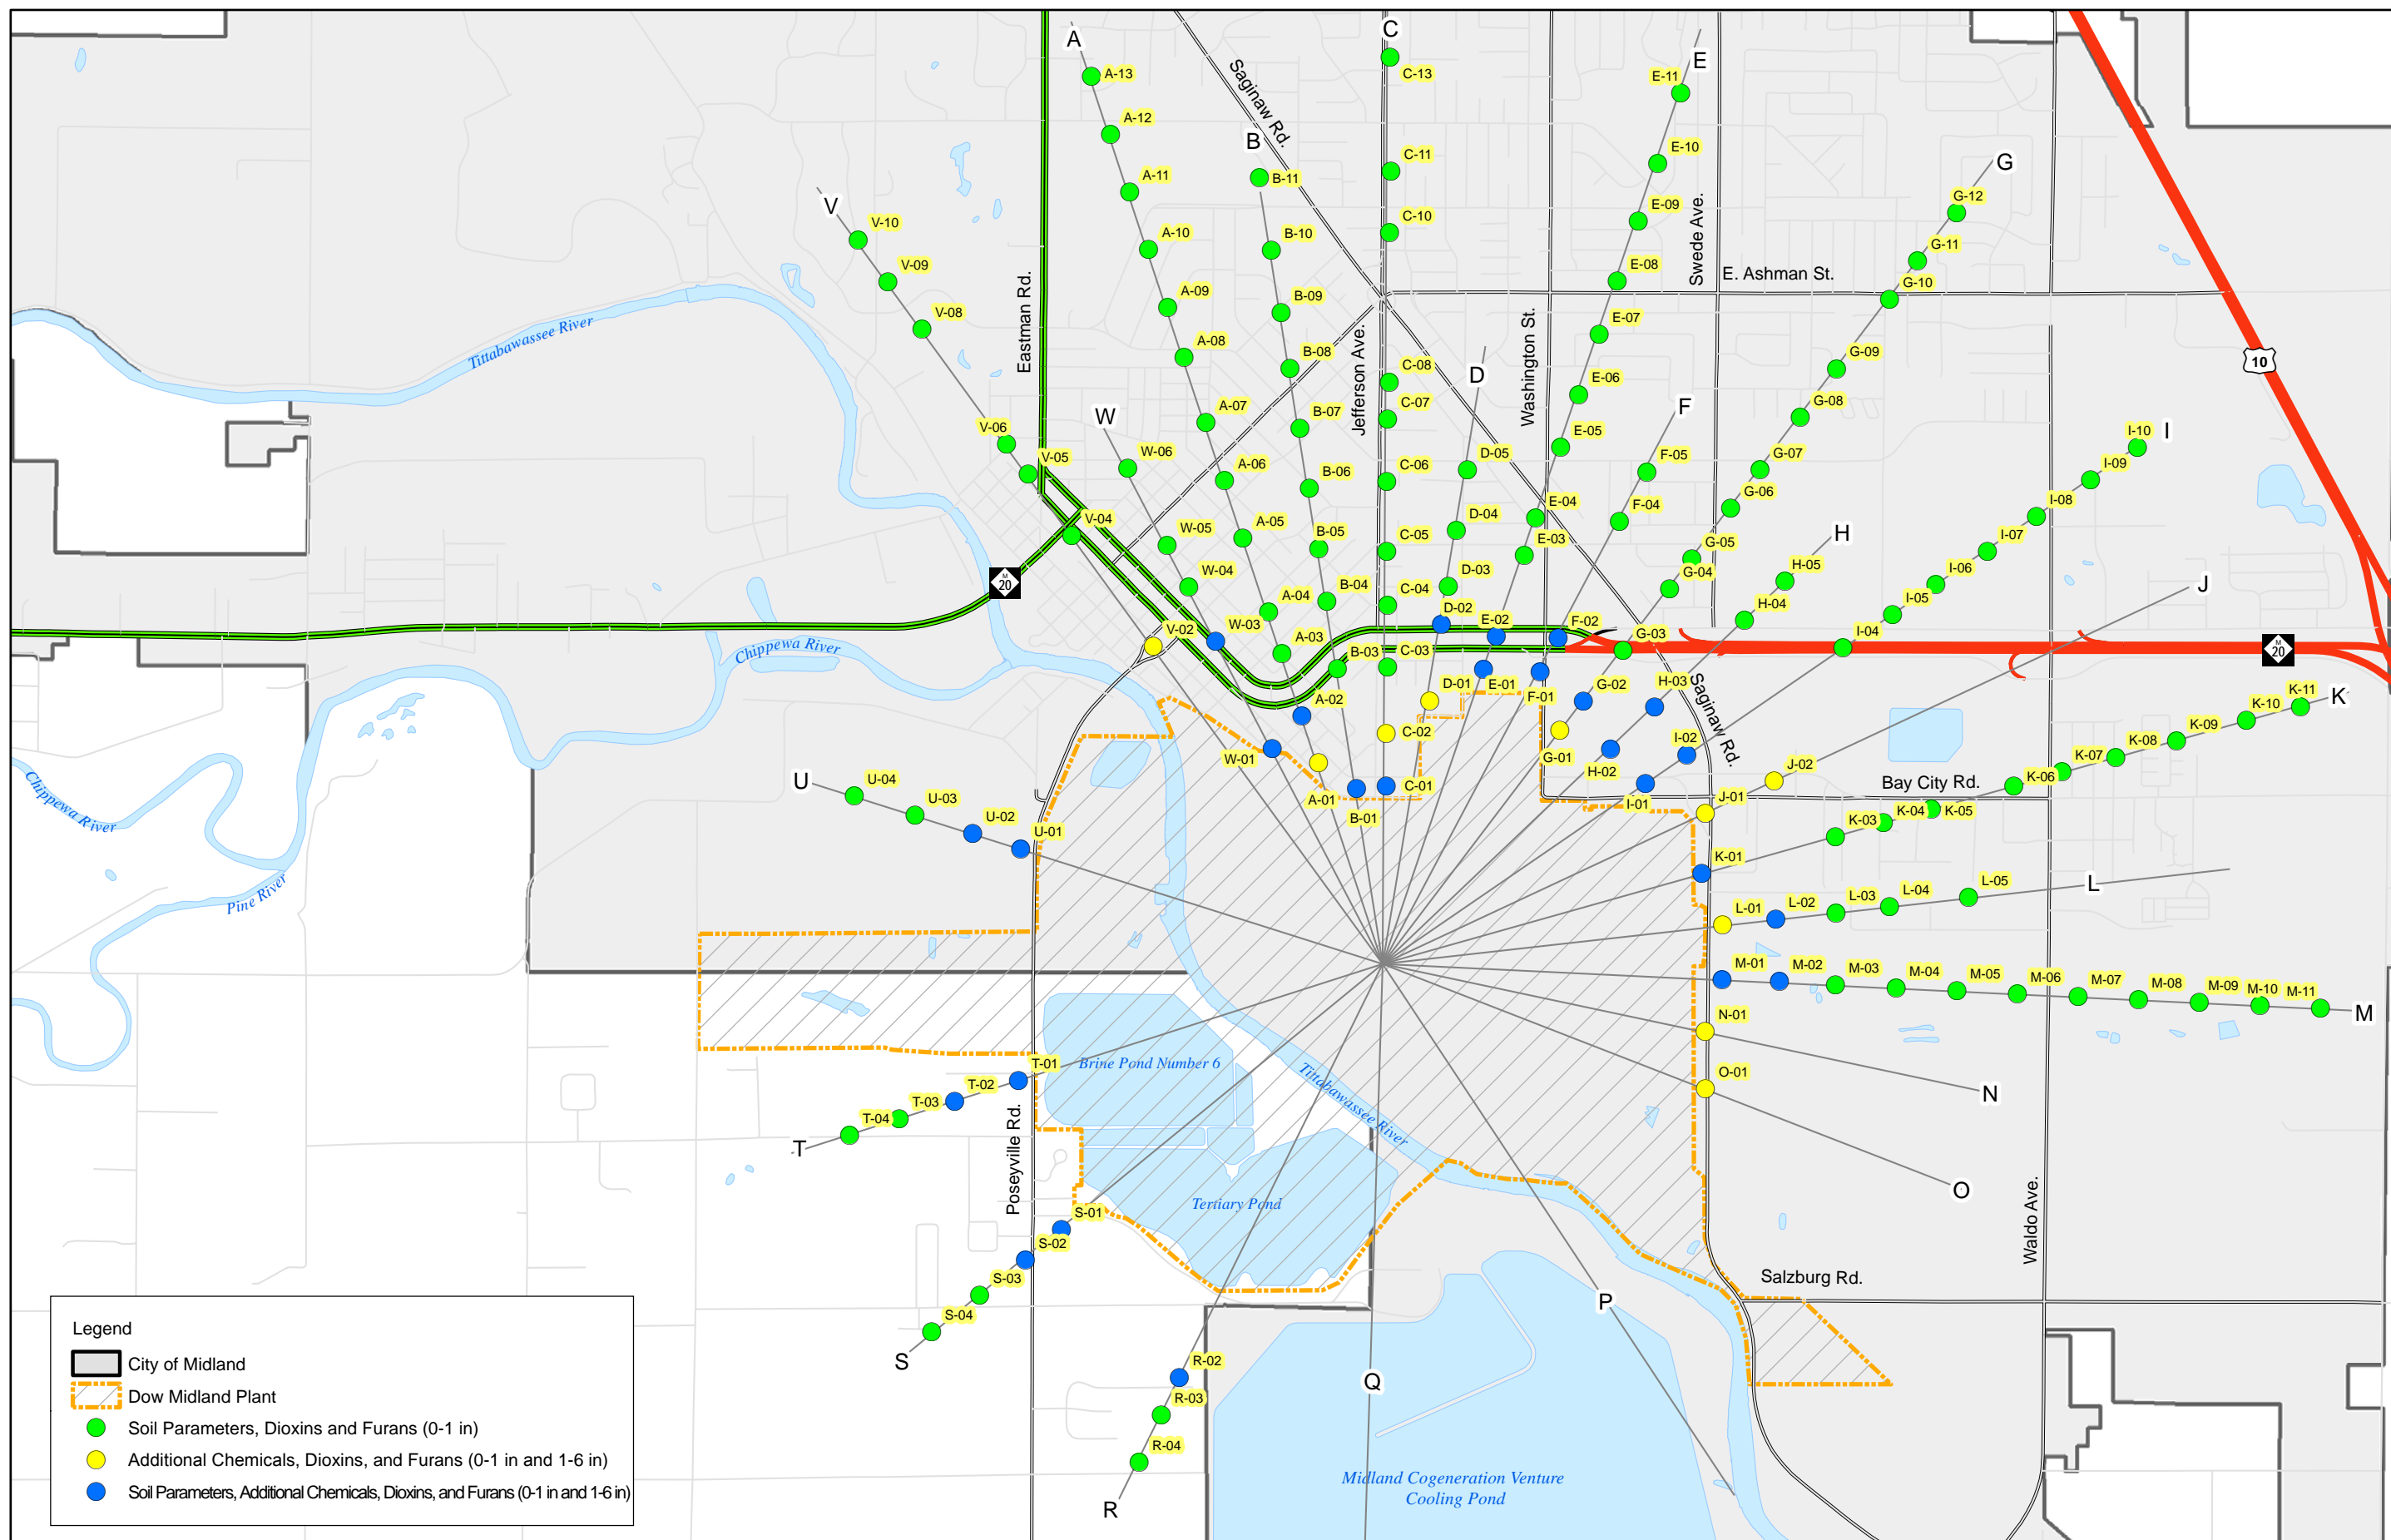 A
C
E
A-13
C-13
E-11
Saginaw Rd.
A-12
B
E-10
C-11
G
B-11
A-11
G-12
V
E-09
Swede Ave.
C-10
V-10
A-10
B-10
G-11
V-09
E-08
E. Ashman St.
G-10
Eastman Rd.
A-09
B-09
V-08
E-07
Tittabawassee River
Washington St.
Jefferson Ave.
A-08
B-08
10
C-08
D
G-09
E-06
W
A-07
C-07
F
G-08
V-06
B-07
E-05
I-10
I
V-05
W-06
A-06
B-06
C-06
D-05
F-05
G-07
I-09
G-06
E-04
I-08
V-04
W-05
A-05
B-05
C-05
D-04
F-04
E-03
G-05
H
I-07
M
20
W-04
D-03
G-04
H-05
I-06
J
A-04
B-04
C-04
H-04
I-05
D-02
E-02
F-02
W-03
V-02
G-03
I-04
Chippewa River
A-03
B-03
C-03
M
20
D-01
E-01
F-01
G-02
H-03
Saginaw Rd.
K-11
K
A-02
K-10
C-02
I-02
K-09
W-01
G-01
H-02
J-02
K-08
K-07
U
U-04
Bay City Rd.
K-06
A-01
C-01
J-01
I-01
Chippewa River
U-03
B-01
K-03
K-04
K-05
U-02
U-01
K-01
Pine River
L-05
L
L-01
L-02
L-03
L-04
M-01
M-02
M-03
M-04
M-05
M-06
M-07
M-08
M-09
M-10
M-11
M
N-01
Brine Pond Number 6
T-01
T-02
O-01
Tittabawassee River
N
T-03
T-04
T
Poseyville Rd.
O
Tertiary Pond
S-01
Waldo Ave.
S-02
S-03
Salzburg Rd.
P
S-04
Legend
S
R-02
City of Midland
Q
Dow Midland Plant
R-03
Soil Parameters, Dioxins and Furans (0-1 in)
R-04
Additional Chemicals, Dioxins, and Furans (0-1 in and 1-6 in)
Midland Cogeneration Venture
Cooling Pond
Soil Parameters, Additional Chemicals, Dioxins, and Furans (0-1 in and 1-6 in)
R